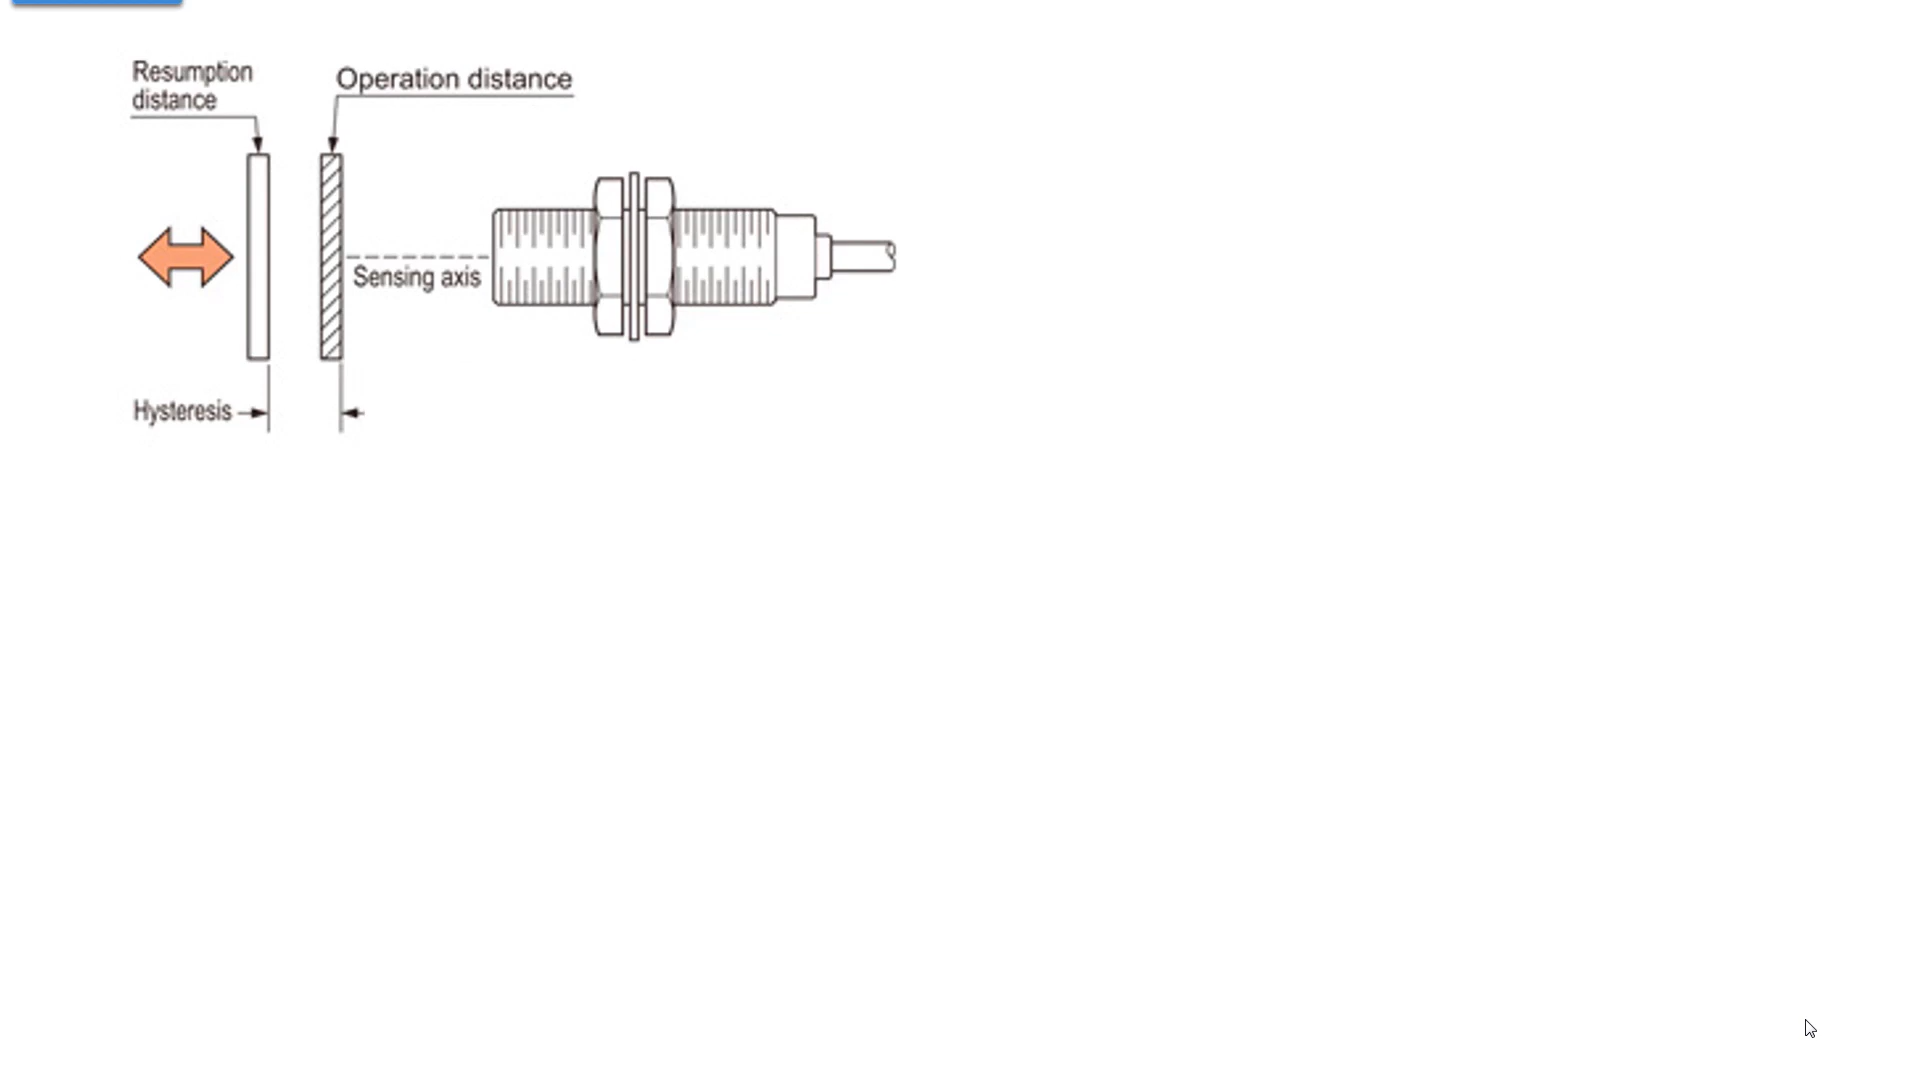 Resumption
distance
Operation distance
Sensing axis
Hysteresis